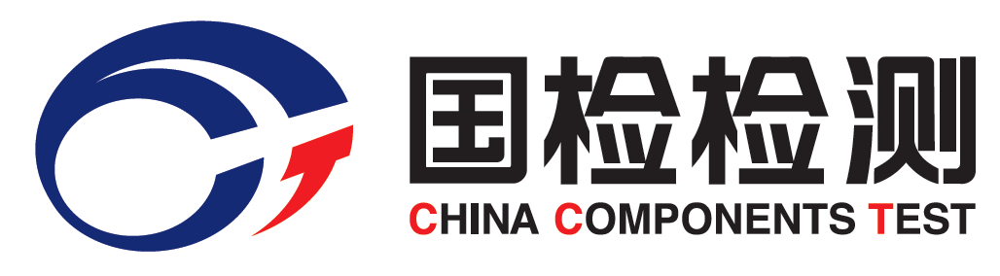 国检检测
CHINA COMPONENTS TEST